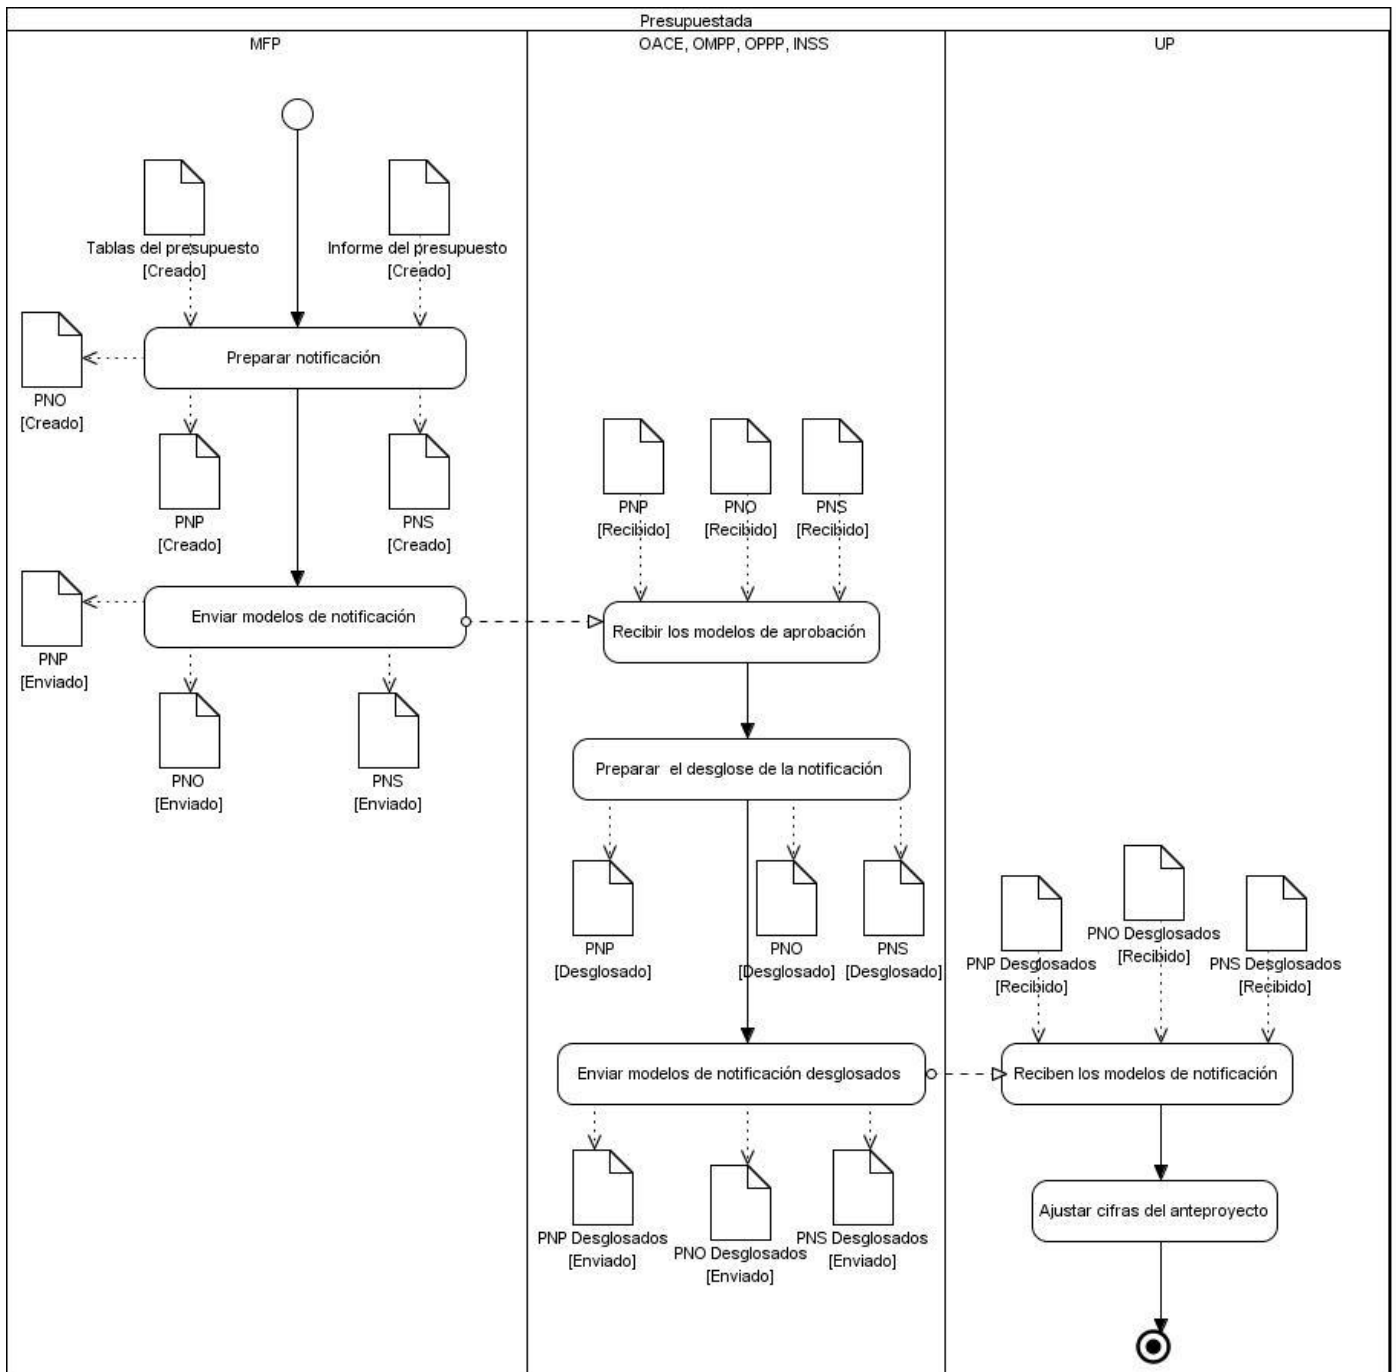 Presupuestada
MFP
OACE, OMPP, OPPP, INSS
UP
Tablas del presupuesto
[Creado]
Informe del presupuesto
[Creado]
Preparar notificación
PNO
[Creado]
PNP
[Creado]
PNS
[Creado]
Enviar modelos de notificación
PNP
[Enviado]
PNO
[Enviado]
PNS
[Enviado]
PNP
[Recibido]
PNO
[Recibido]
PNS
[Recibido]
Recibir los modelos de aprobación
Preparar el desglose de la notificación
PNP
[Desglosado]
PNO
[Desglosado]
PNS
[Desglosado]
Enviar modelos de notificación desglosados
PNP Desglosados
[Enviado]
PNO Desglosados
[Enviado]
PNS Desglosados
[Enviado]
PNP Desglosados
[Recibido]
PNO Desglosados
[Recibido]
PNS Desglosados
[Recibido]
Reciben los modelos de notificación
Ajustar cifras del anteproyecto